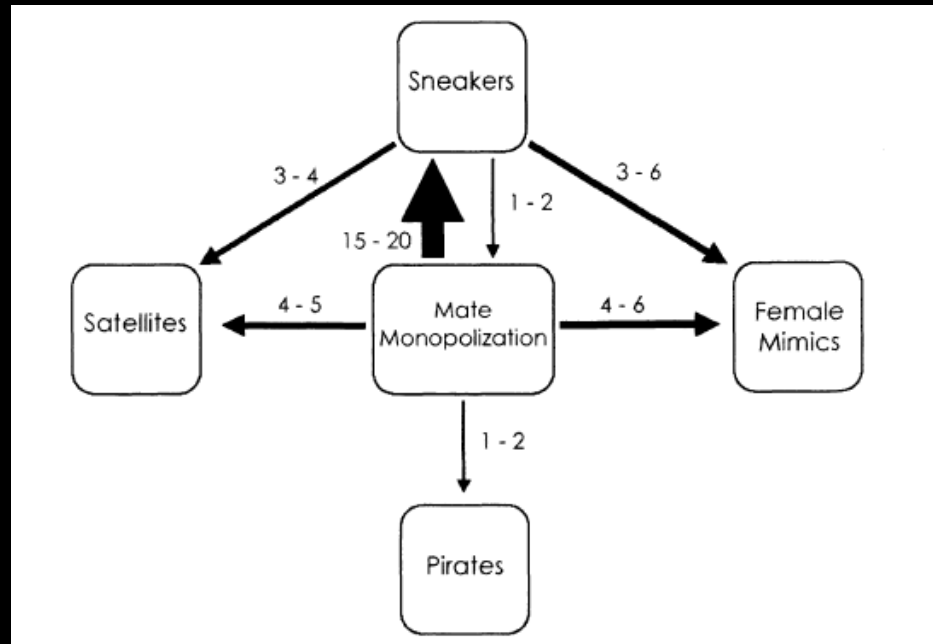 Sneakers
3 - 4
3 - 6
1 - 2
15 - 20
Satellites
4 - 5
Mate
Monopolization
4 - 6
Female
Mimics
1 - 2
Pirates